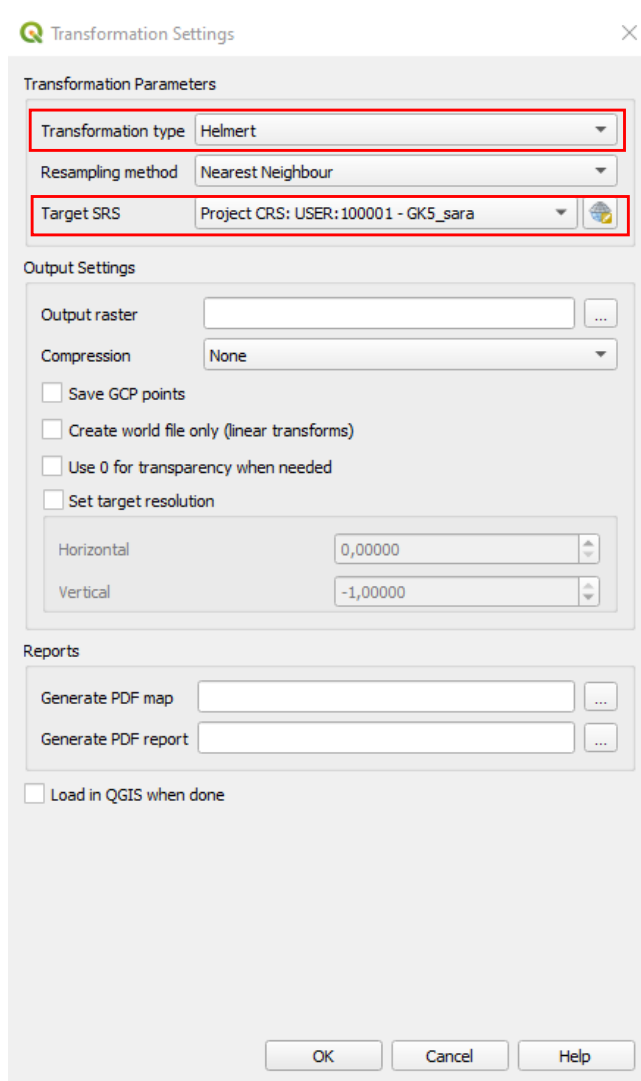 Transformation Settings
Transformation Parameters
Transformation type Helmert
Resampling method Nearest Neighbour
Target SRS Project CRS: USER:100001 - GK5_sara
Output Settings
Output raster ...
Compression None
Save GCP points
Create world file only (linear transforms)
Use 0 for transparency when needed
Set target resolution
Horizontal 0,00000
Vertical -1,00000
Reports
Generate PDF map ...
Generate PDF report ...
Load in QGIS when done
OK Cancel Help